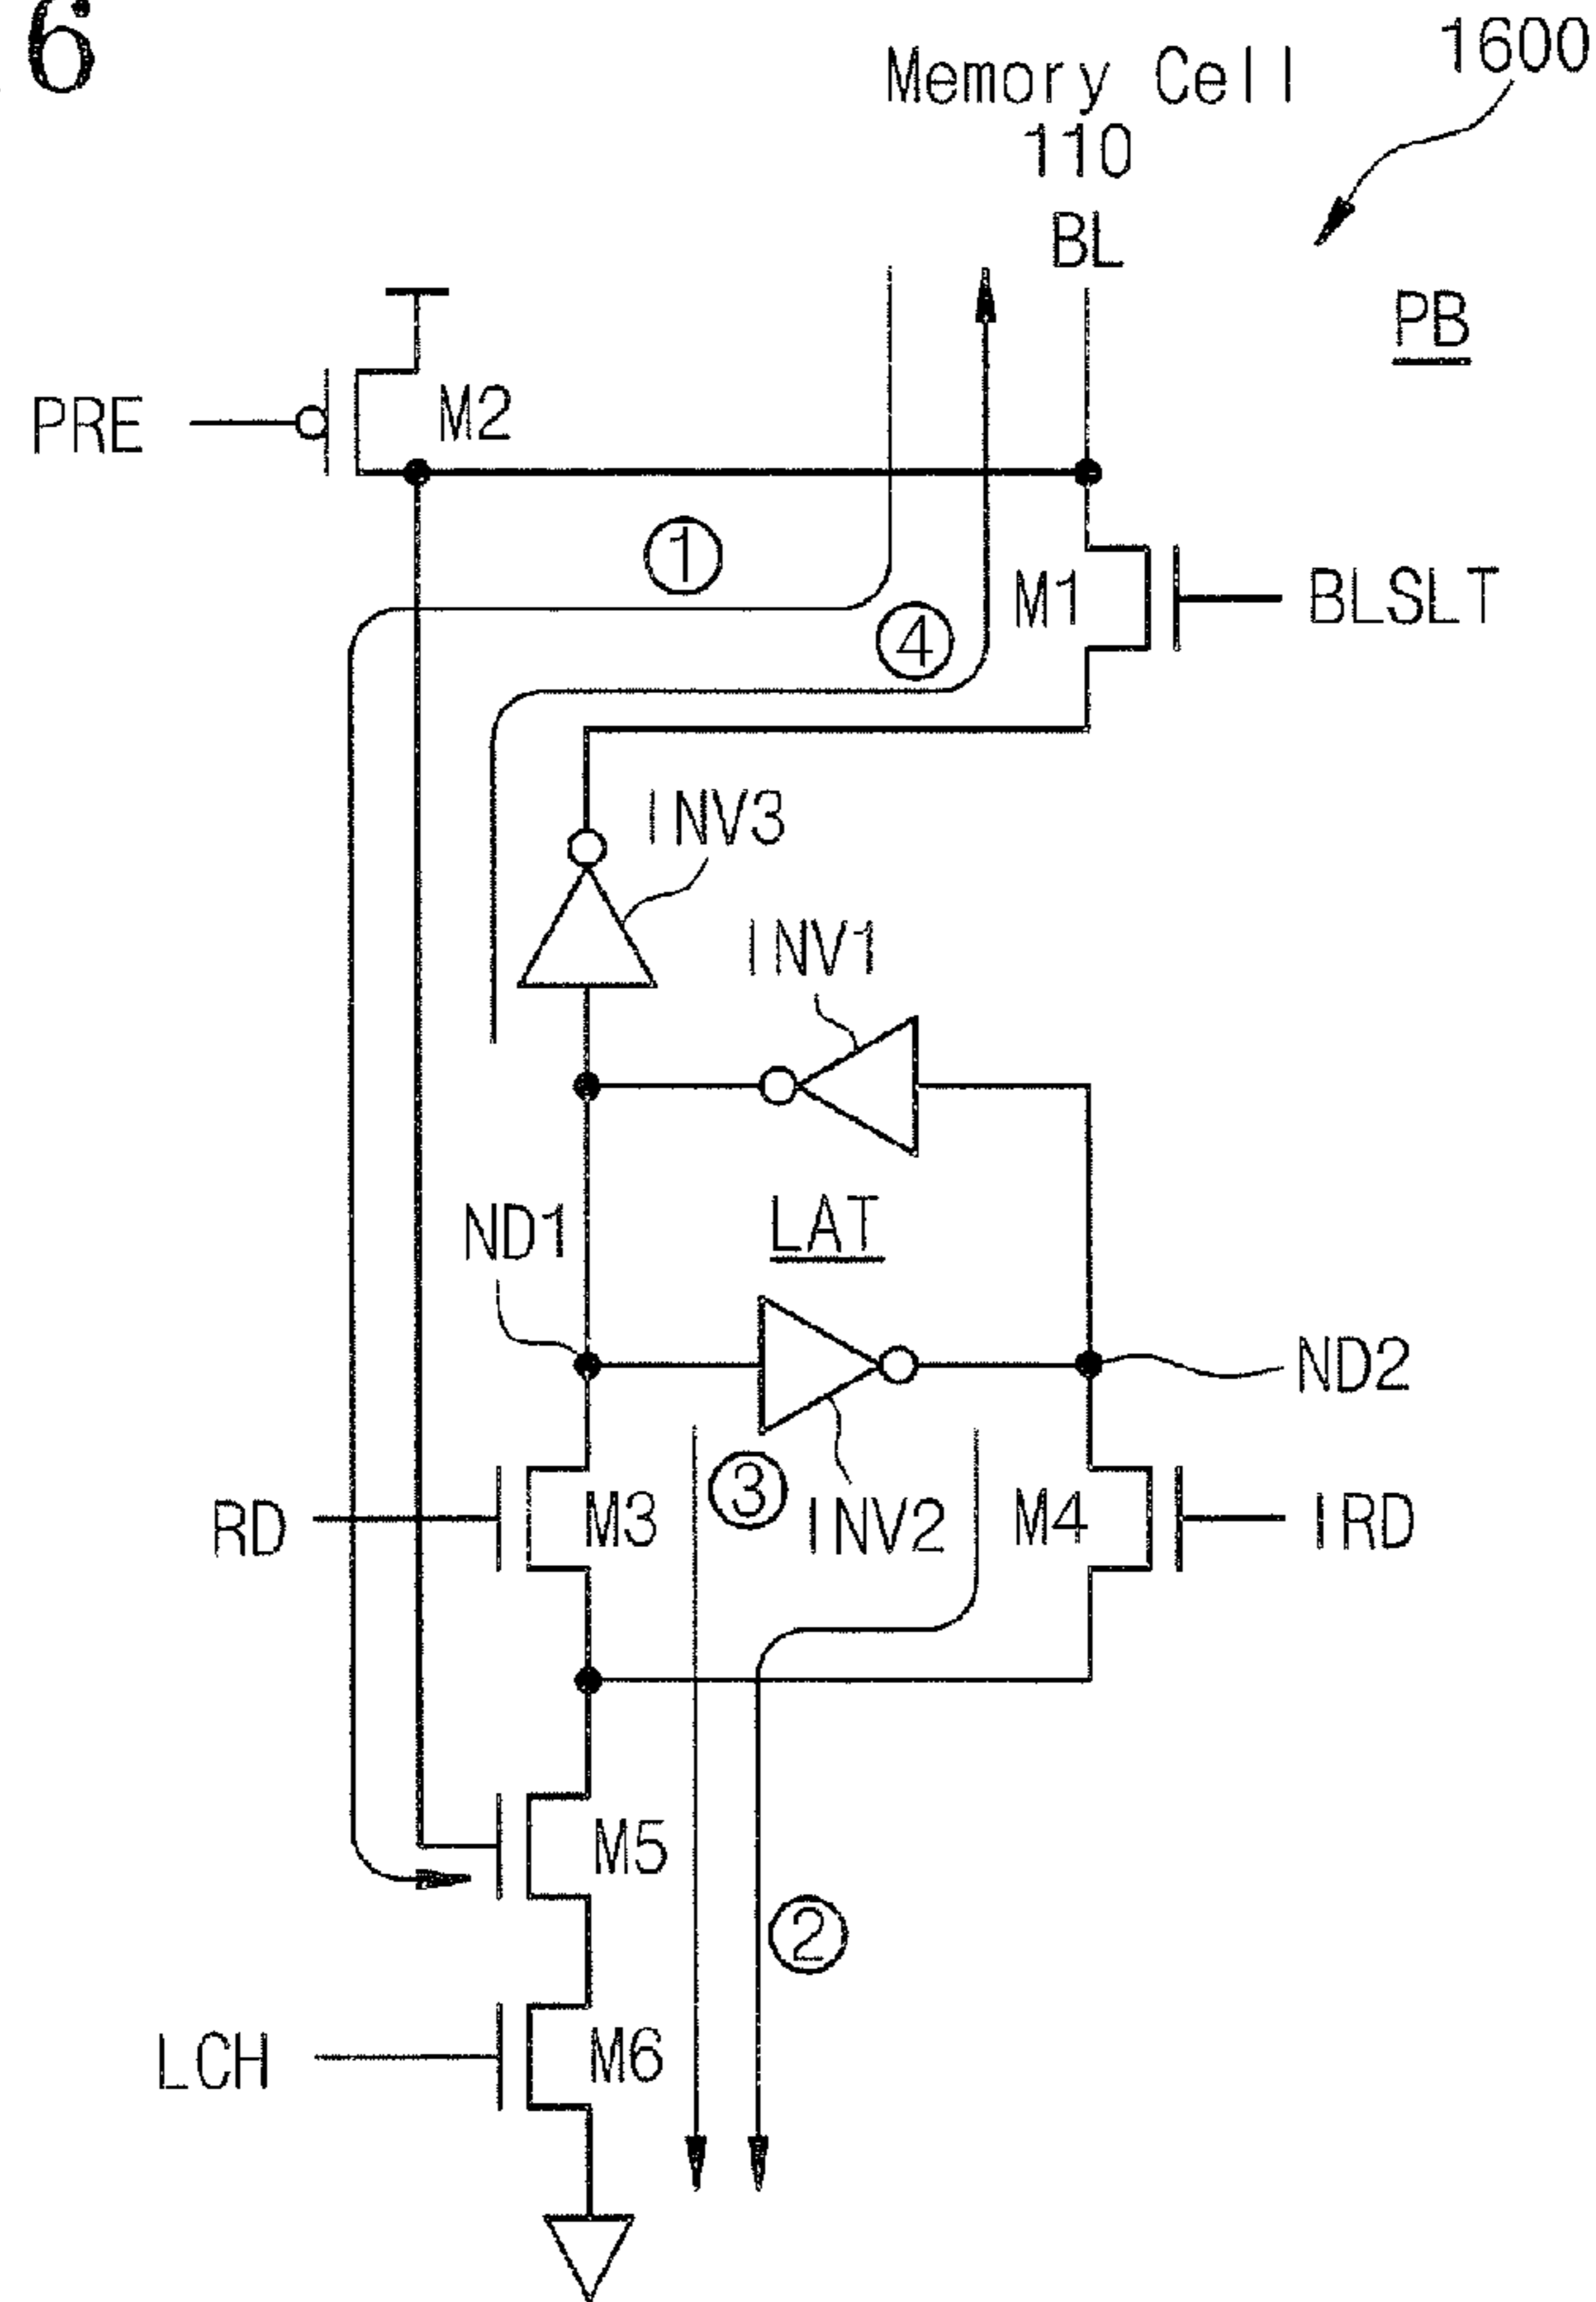 6
1600
Memory Cell
110
BL
PB
PRE
M2
①
M1
BLSLT
④
INV3
INV1
ND1
LAT
ND2
③
RD
M3
INV2
M4
IRD
M5
②
LCH
M6